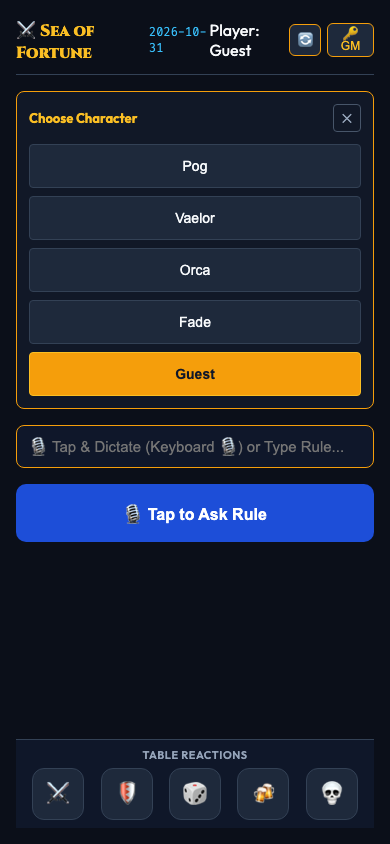 ⚔️ Sea of
Fortune
2026-10-
31
Player:
Guest
🔄
🔑
GM
Choose Character
✕
Pog
Vaelor
Orca
Fade
Guest
🎙️ Tap & Dictate (Keyboard 🎙️) or Type Rule...
🎙️ Tap to Ask Rule
TABLE REACTIONS